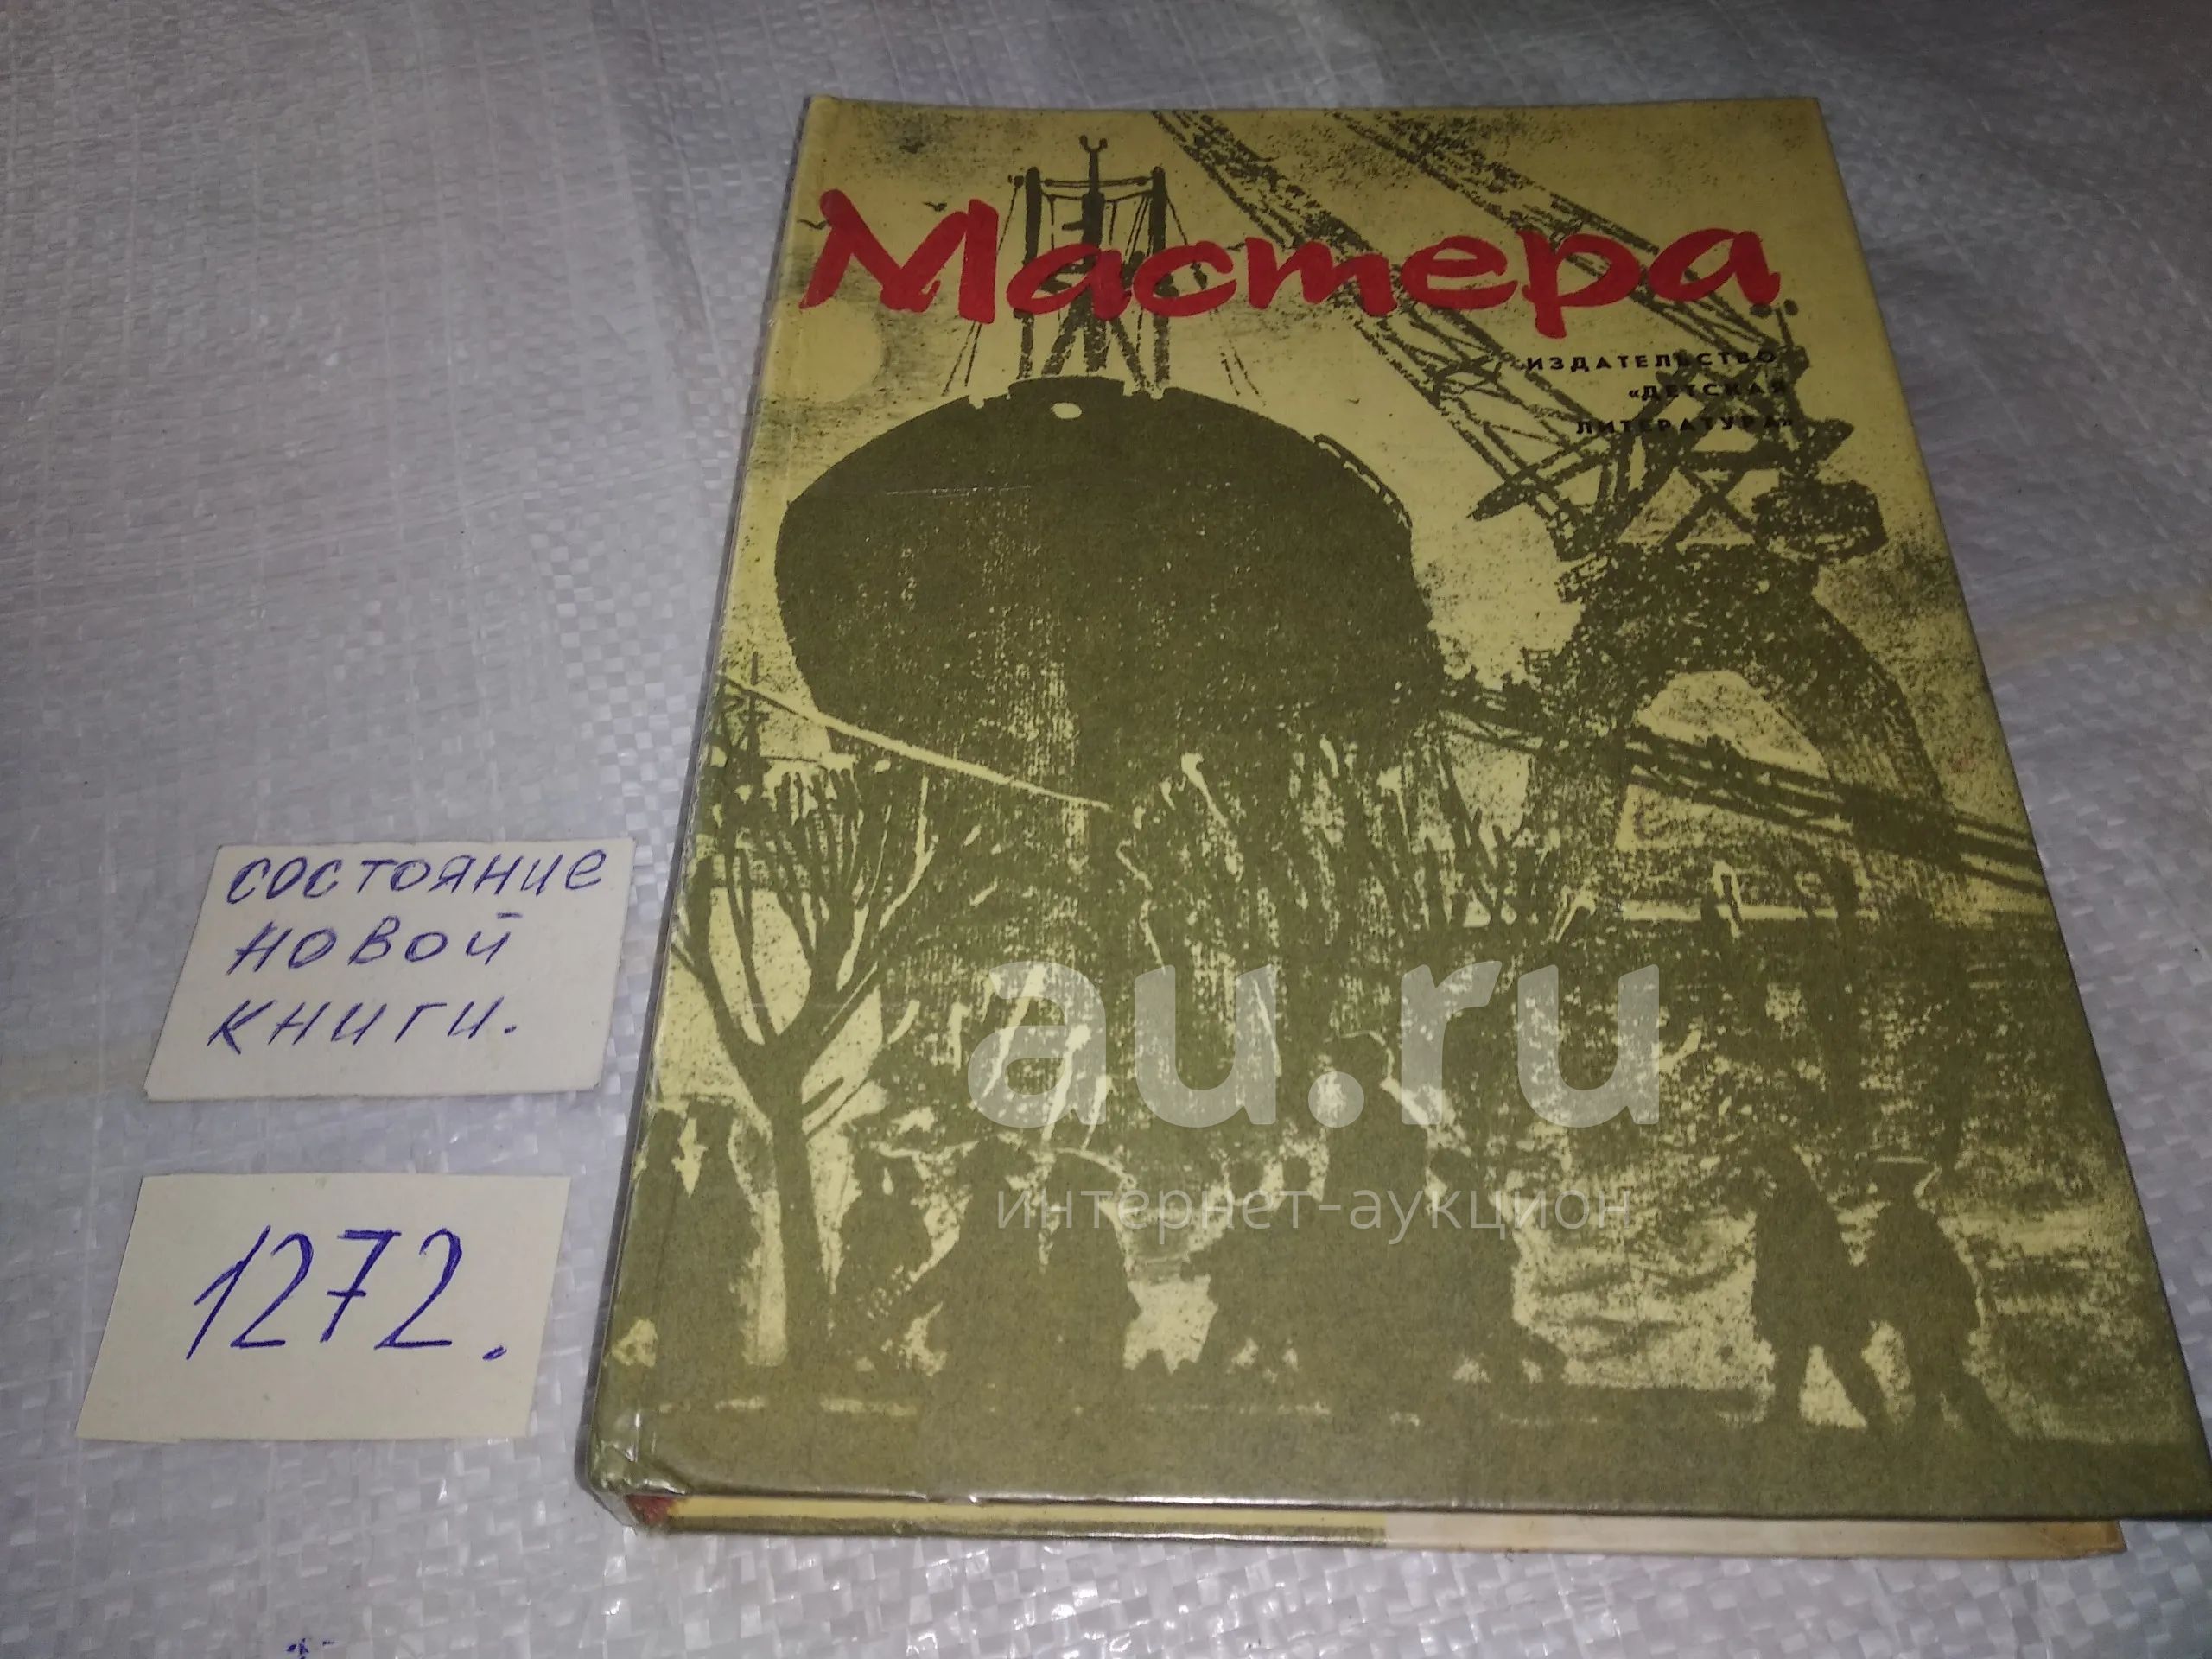 Мастера
ИЗДАТЕЛЬСТВО
«ДЕТСКАЯ
ЛИТЕРАТУРА»
состояние
новой
книги.
1272.
au.ru
интернет-аукцион